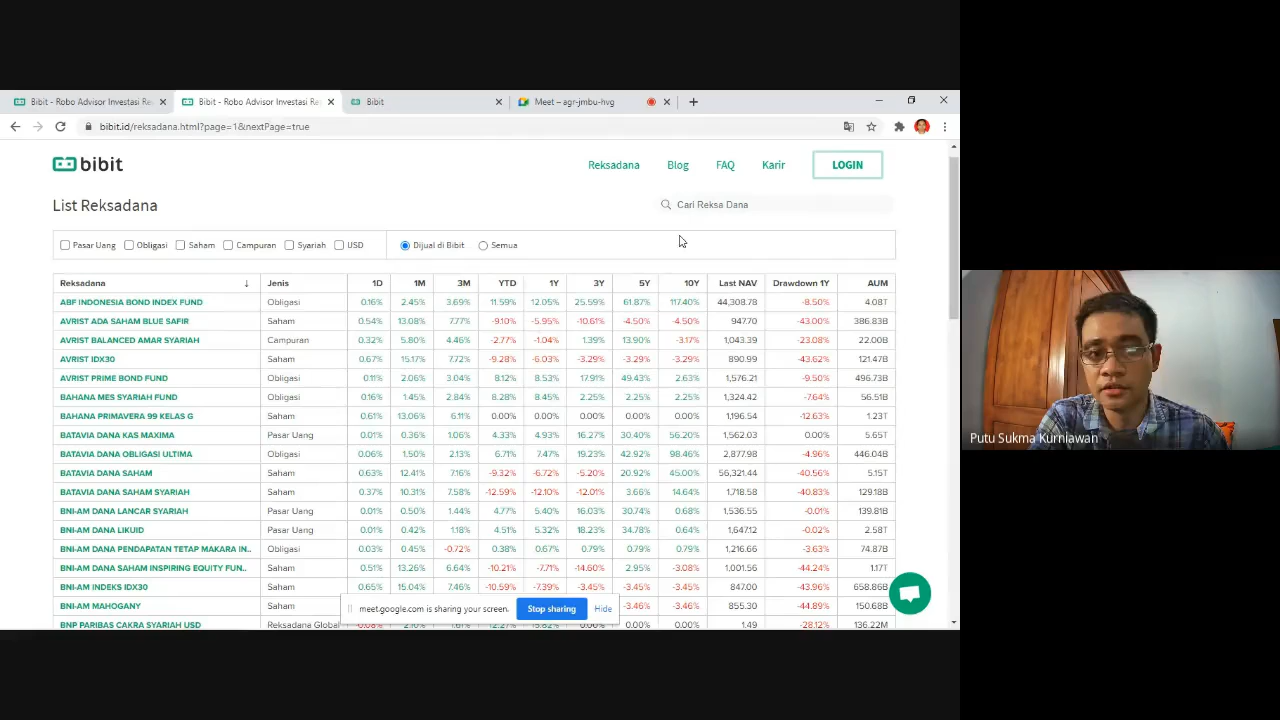 Bibit - Robo Advisor Investasi Re
Bibit - Robo Advisor Investasi Re
Bibit
Meet – agr-jmbu-hvg
bibit.id/reksadana.html?page=1&nextPage=true
bibit
Reksadana Blog FAQ Karir LOGIN
List Reksadana
Cari Reksa Dana
Pasar Uang Obligasi Saham Campuran Syariah USD Dijual di Bibit Semua
Reksadana ↓ Jenis 1D 1M 3M YTD 1Y 3Y 5Y 10Y Last NAV Drawdown 1Y AUM
ABF INDONESIA BOND INDEX FUND Obligasi 0.16% 2.45% 3.69% 11.59% 12.05% 25.59% 61.87% 117.40% 44,308.78 -8.50% 4.08T
AVRIST ADA SAHAM BLUE SAFIR Saham 0.54% 13.08% 7.77% -9.10% -5.95% -10.61% -4.50% -4.50% 947.70 -43.00% 386.83B
AVRIST BALANCED AMAR SYARIAH Campuran 0.32% 5.80% 4.46% -2.77% -1.04% 1.39% 13.90% -3.17% 1,043.39 -23.08% 22.00B
AVRIST IDX30 Saham 0.67% 15.17% 7.72% -9.28% -6.03% -3.29% -3.29% -3.29% 890.99 -43.62% 121.47B
AVRIST PRIME BOND FUND Obligasi 0.11% 2.06% 3.04% 8.12% 8.53% 17.91% 49.43% 2.63% 1,576.21 -9.50% 496.73B
BAHANA MES SYARIAH FUND Obligasi 0.16% 1.45% 2.84% 8.28% 8.45% 2.25% 2.25% 2.25% 1,324.42 -7.64% 56.51B
BAHANA PRIMAVERA 99 KELAS G Saham 0.61% 13.06% 6.11% 0.00% 0.00% 0.00% 0.00% 0.00% 1,196.54 -12.63% 1.23T
BATAVIA DANA KAS MAXIMA Pasar Uang 0.01% 0.36% 1.06% 4.33% 4.93% 16.27% 30.40% 56.20% 1,562.03 0.00% 5.65T
BATAVIA DANA OBLIGASI ULTIMA Obligasi 0.06% 1.50% 2.13% 6.71% 7.47% 19.23% 42.92% 98.46% 2,877.98 -4.96% 446.04B
BATAVIA DANA SAHAM Saham 0.63% 12.41% 7.16% -9.32% -6.72% -5.20% 20.92% 45.00% 56,321.44 -40.56% 5.15T
BATAVIA DANA SAHAM SYARIAH Saham 0.37% 10.31% 7.58% -12.59% -12.10% -12.01% 3.66% 14.64% 1,718.58 -40.83% 129.18B
BNI-AM DANA LANCAR SYARIAH Pasar Uang 0.01% 0.50% 1.44% 4.77% 5.40% 16.03% 30.74% 0.68% 1,536.55 -0.01% 139.81B
BNI-AM DANA LIKUID Pasar Uang 0.01% 0.42% 1.18% 4.51% 5.32% 18.23% 34.78% 0.64% 1,647.12 -0.02% 2.58T
BNI-AM DANA PENDAPATAN TETAP MAKARA IN.. Obligasi 0.03% 0.45% -0.72% 0.38% 0.67% 0.79% 0.79% 0.79% 1,216.66 -3.63% 74.87B
BNI-AM DANA SAHAM INSPIRING EQUITY FUN.. Saham 0.51% 13.26% 6.64% -10.21% -7.71% -14.60% 2.95% -3.08% 1,001.56 -44.24% 1.17T
BNI-AM INDEKS IDX30 Saham 0.65% 15.04% 7.46% -10.59% -7.39% -3.45% -3.45% -3.45% 847.00 -43.96% 658.86B
BNI-AM MAHOGANY Saham -3.46% -3.46% 855.30 -44.89% 150.68B
meet.google.com is sharing your screen. Stop sharing Hide
BNP PARIBAS CAKRA SYARIAH USD Reksadana Global 0.00% 0.00% 1.49 -28.12% 136.22M
Putu Sukma Kurniawan